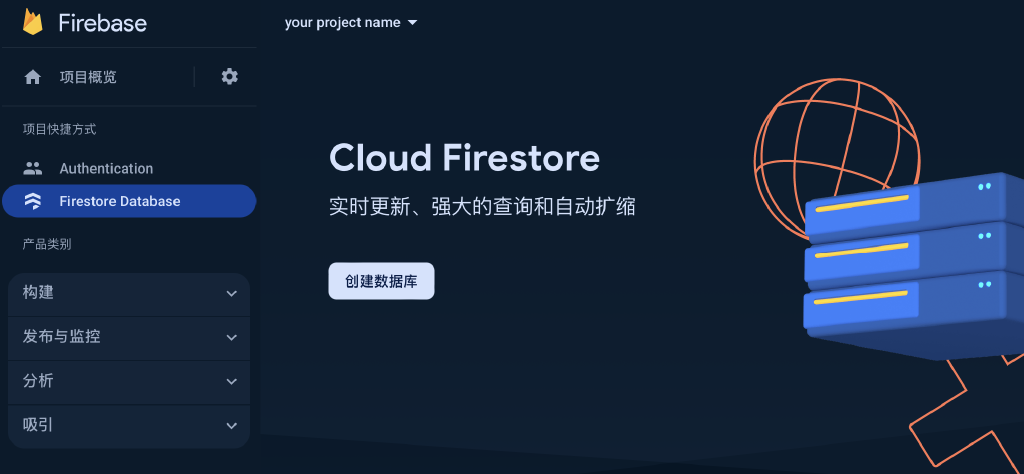 Firebase
your project name
项目概览
项目快捷方式
Authentication
Firestore Database
产品类别
构建
发布与监控
分析
吸引
Cloud Firestore
实时更新、强大的查询和自动扩缩
创建数据库